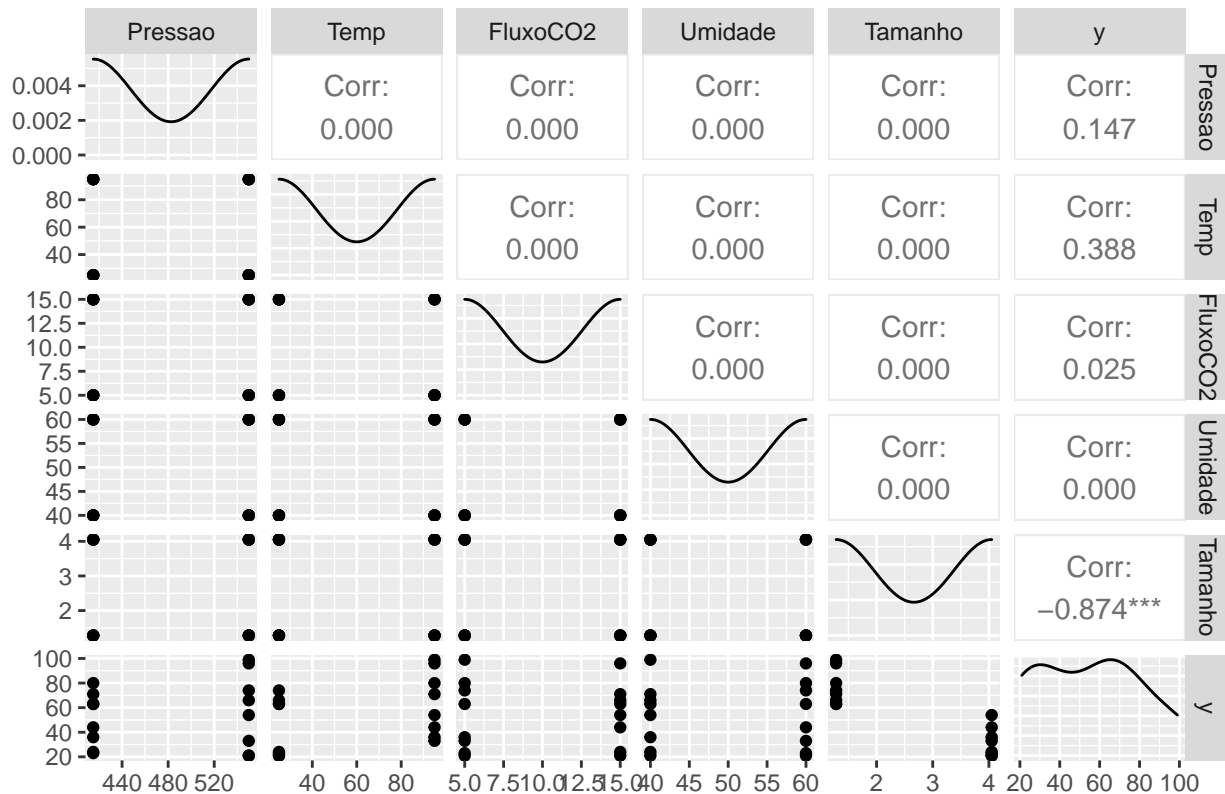 Pressao Temp FluxoCO2 Umidade Tamanho y
0.004
0.002
0.000
Corr:
0.000
Corr:
0.000
Corr:
0.000
Corr:
0.000
Corr:
0.147
Pressao
80
60
40
Corr:
0.000
Corr:
0.000
Corr:
0.000
Corr:
0.388
Temp
15.0
12.5
10.0
7.5
5.0
Corr:
0.000
Corr:
0.000
Corr:
0.025
FluxoCO2
60
55
50
45
40
Corr:
0.000
Corr:
0.000
Umidade
4
3
2
Corr:
−0.874***
Tamanho
100
80
60
40
20
y
440 480 520
40 60 80
5.0 7.5 10.0 12.5 15.0
40 45 50 55 60
2 3 4
20 40 60 80 100